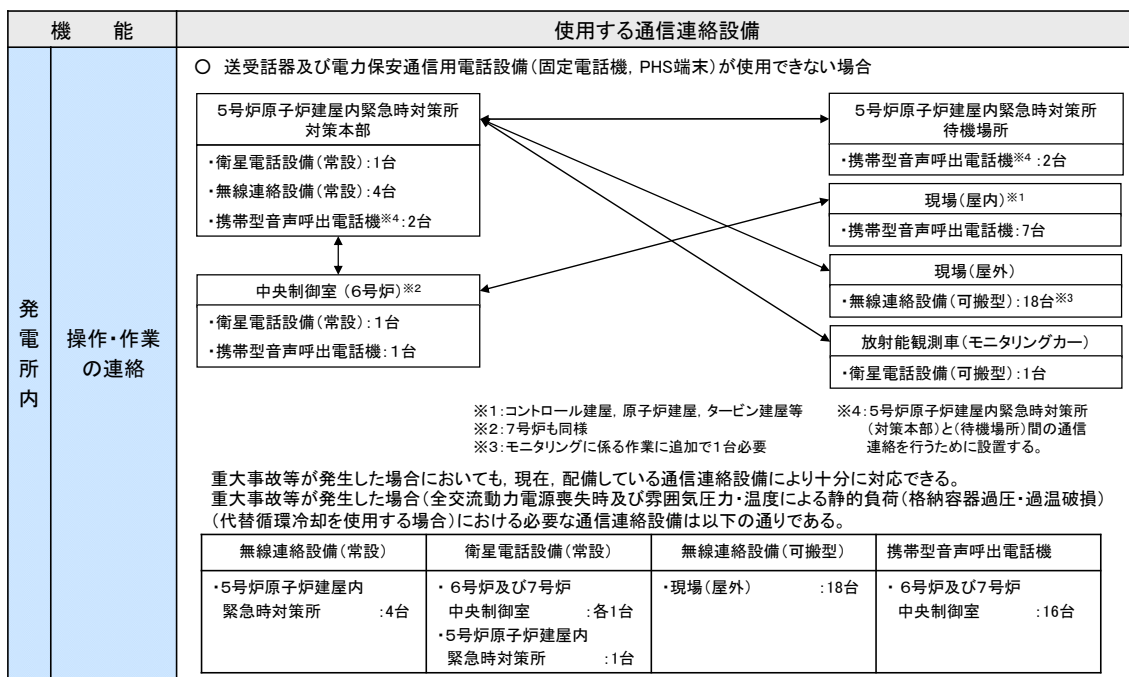 機 能
使用する通信連絡設備
発電所内
操作・作業
の連絡
○ 送受話器及び電力保安通信用電話設備(固定電話機, PHS端末)が使用できない場合
5号炉原子炉建屋内緊急時対策所
対策本部
・衛星電話設備(常設):1台
・無線連絡設備(常設):4台
・携帯型音声呼出電話機※4:2台
中央制御室 (6号炉)※2
・衛星電話設備(常設):1台
・携帯型音声呼出電話機:1台
5号炉原子炉建屋内緊急時対策所
待機場所
・携帯型音声呼出電話機※4:2台
現場(屋内)※1
・携帯型音声呼出電話機:7台
現場(屋外)
・無線連絡設備(可搬型):18台※3
放射能観測車(モニタリングカー)
・衛星電話設備(可搬型):1台
※1:コントロール建屋, 原子炉建屋, タービン建屋等
※2:7号炉も同様
※3:モニタリングに係る作業に追加で1台必要
※4:5号炉原子炉建屋内緊急時対策所
(対策本部)と(待機場所)間の通信
連絡を行うために設置する。
重大事故等が発生した場合においても, 現在, 配備している通信連絡設備により十分に対応できる。
重大事故等が発生した場合(全交流動力電源喪失時及び雰囲気圧力・温度による静的負荷(格納容器過圧・過温破損)
(代替循環冷却を使用する場合)における必要な通信連絡設備は以下の通りである。
無線連絡設備(常設)
衛星電話設備(常設)
無線連絡設備(可搬型)
携帯型音声呼出電話機
・5号炉原子炉建屋内
緊急時対策所 :4台
・6号炉及び7号炉
中央制御室 :各1台
・5号炉原子炉建屋内
緊急時対策所 :1台
・現場(屋外) :18台
・6号炉及び7号炉
中央制御室 :16台